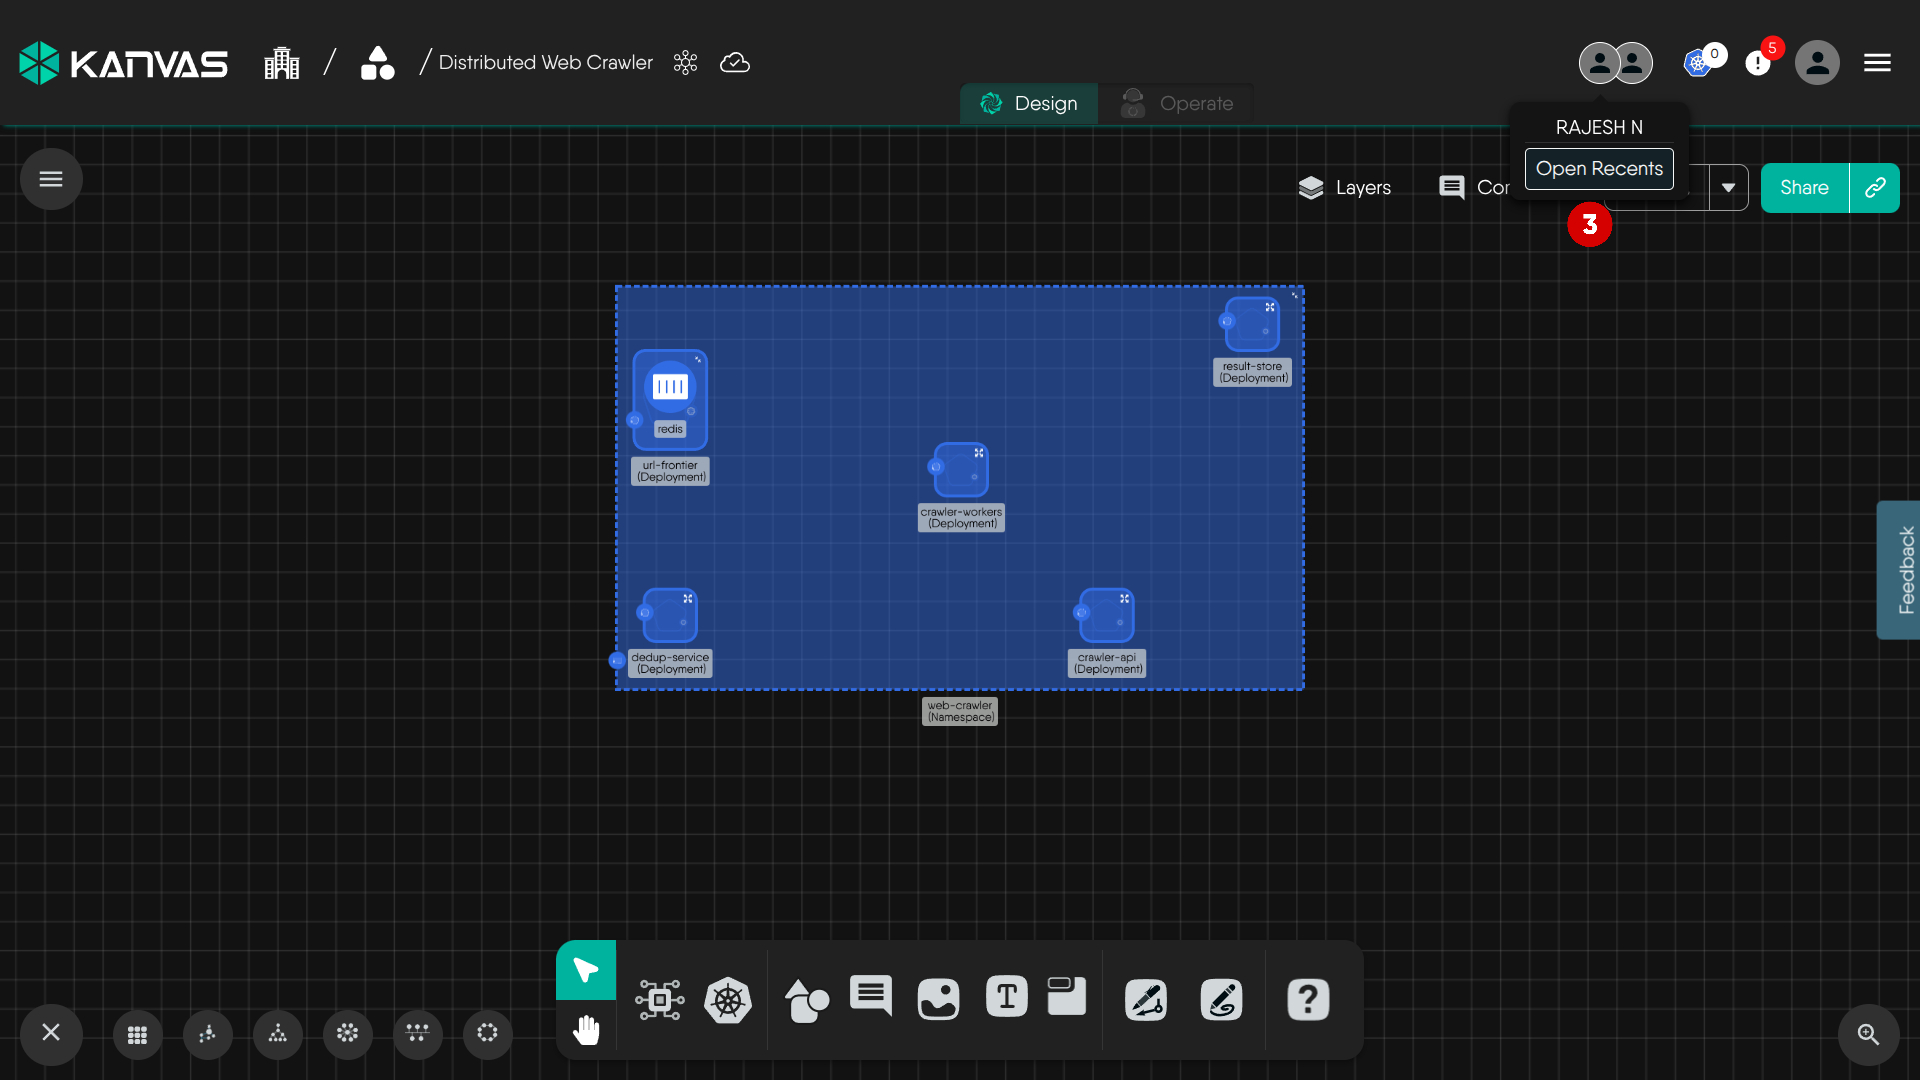 KANVAS
/ / Distributed Web Crawler
0
5
Design
Operate
RAJESH N
Open Recents
Layers
Share
3
result-store
(Deployment)
redis
url-frontier
(Deployment)
crawler-workers
(Deployment)
dedup-service
(Deployment)
crawler-api
(Deployment)
web-crawler
(Namespace)
Feedback
T
?